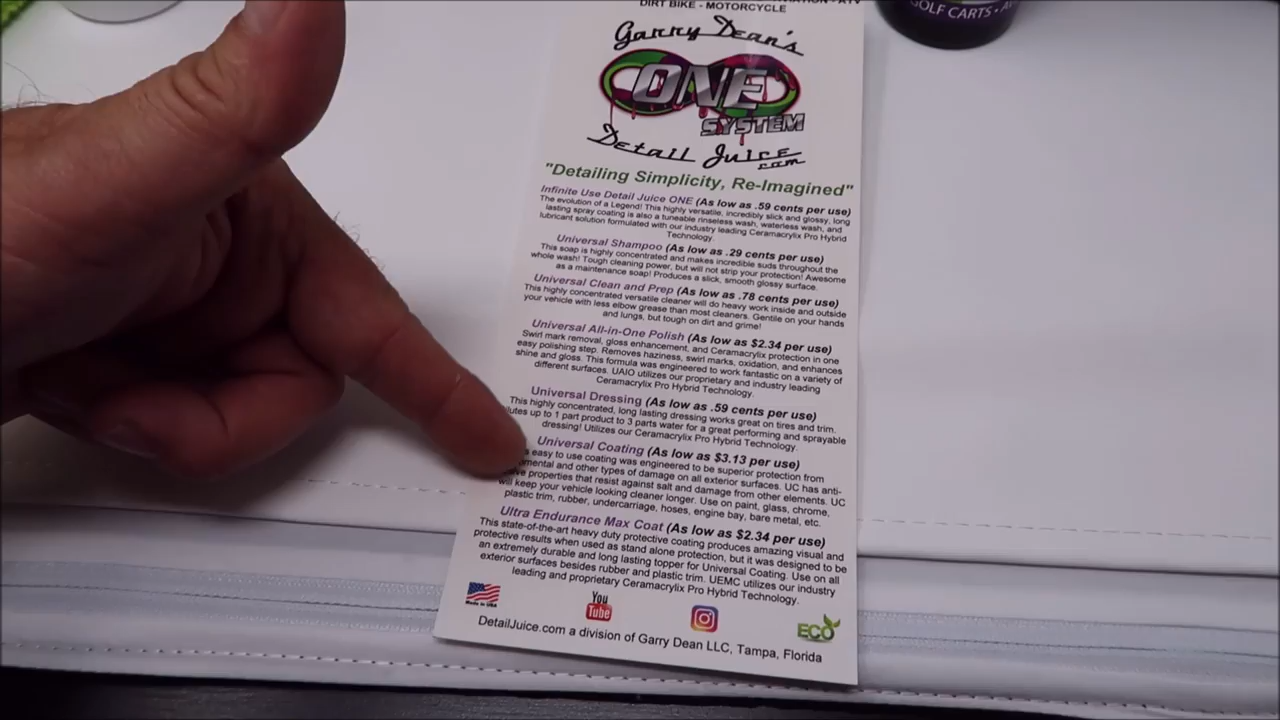 DIRT BIKE - MOTORCYCLE
GOLF CARTS •
Garry Dean's
ONE
SYSTEM
Detail Juice
.com
"Detailing Simplicity, Re-Imagined"
Infinite Use Detail Juice ONE (As low as .59 cents per use)
The evolution of a Legend! This highly versatile, incredibly slick and glossy, long
lasting spray coating is also a tuneable rinseless wash, waterless wash, and
lubricant solution formulated with our industry leading Ceramacrylix Pro Hybrid
Technology.
Universal Shampoo (As low as .29 cents per use)
This soap is highly concentrated and makes incredible suds throughout the
whole wash! Tough cleaning power, but will not strip your protection! Awesome
as a maintenance soap! Produces a slick, smooth glossy surface.
Universal Clean and Prep (As low as .78 cents per use)
This highly concentrated versatile cleaner will do heavy work inside and outside
your vehicle with less elbow grease than most cleaners. Gentile on your hands
and lungs, but tough on dirt and grime!
Universal All-in-One Polish (As low as $2.34 per use)
Swirl mark removal, gloss enhancement, and Ceramacrylix protection in one
easy polishing step. Removes haziness, swirl marks, oxidation, and enhances
shine and gloss. This formula was engineered to work fantastic on a variety of
different surfaces. UAIO utilizes our proprietary and industry leading
Ceramacrylix Pro Hybrid Technology.
Universal Dressing (As low as .59 cents per use)
This highly concentrated, long lasting dressing works great on tires and trim.
up to 1 part product to 3 parts water for a great performing and sprayable
dressing! Utilizes our Ceramacrylix Pro Hybrid Technology.
Universal Coating (As low as $3.13 per use)
easy to use coating was engineered to be superior protection from
and other types of damage on all exterior surfaces. UC has anti-
properties that resist against salt and damage from other elements. UC
will keep your vehicle looking cleaner longer. Use on paint, glass, chrome,
plastic trim, rubber, undercarriage, hoses, engine bay, bare metal, etc.
Ultra Endurance Max Coat (As low as $2.34 per use)
This state-of-the-art heavy duty protective coating produces amazing visual and
protective results when used as stand alone protection, but it was designed to be
an extremely durable and long lasting topper for Universal Coating. Use on all
exterior surfaces besides rubber and plastic trim. UEMC utilizes our industry
leading and proprietary Ceramacrylix Pro Hybrid Technology.
Made in USA
You
Tube
ECO
DetailJuice.com a division of Garry Dean LLC, Tampa, Florida